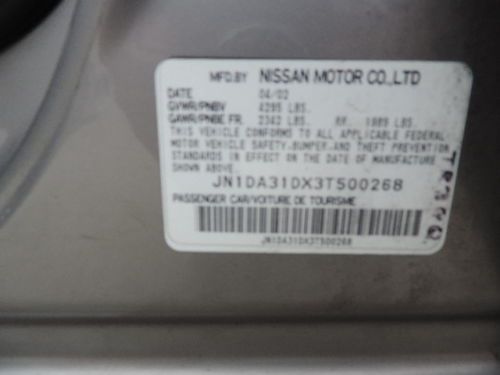 MFD.BY NISSAN MOTOR CO.,LTD
DATE 04/02
GVWR/PNBV 4295 LBS.
GAWR/PNBE FR. 2342 LBS. RR. 1989 LBS.
THIS VEHICLE CONFORMS TO ALL APPLICABLE FEDERAL
MOTOR VEHICLE SAFETY, BUMPER, AND THEFT PREVENTION
STANDARDS IN EFFECT ON THE DATE OF MANUFACTURE
SHOWN ABOVE.
JN1DA31DX3T500268
PASSENGER CAR/VOITURE DE TOURISME
JN1DA31DX3T500268